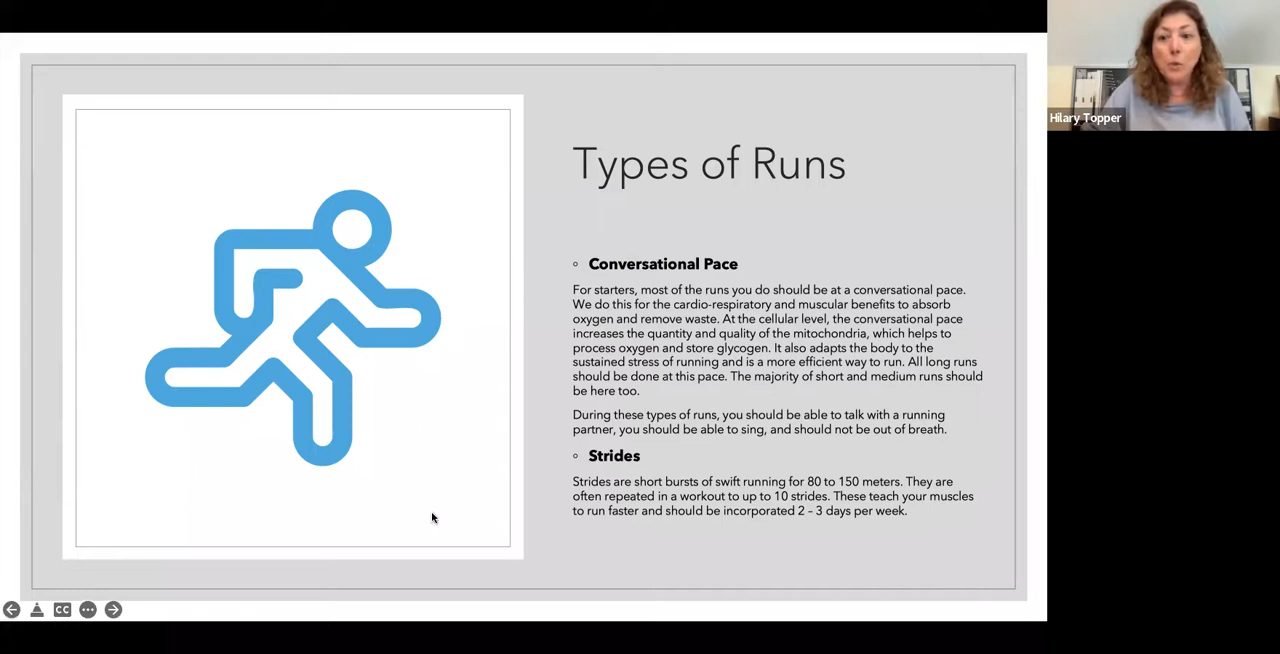 Types of Runs
Conversational Pace
For starters, most of the runs you do should be at a conversational pace.
We do this for the cardio-respiratory and muscular benefits to absorb
oxygen and remove waste. At the cellular level, the conversational pace
increases the quantity and quality of the mitochondria, which helps to
process oxygen and store glycogen. It also adapts the body to the
sustained stress of running and is a more efficient way to run. All long runs
should be done at this pace. The majority of short and medium runs should
be here too.
During these types of runs, you should be able to talk with a running
partner, you should be able to sing, and should not be out of breath.
Strides
Strides are short bursts of swift running for 80 to 150 meters. They are
often repeated in a workout to up to 10 strides. These teach your muscles
to run faster and should be incorporated 2 – 3 days per week.
Hilary Topper
CC